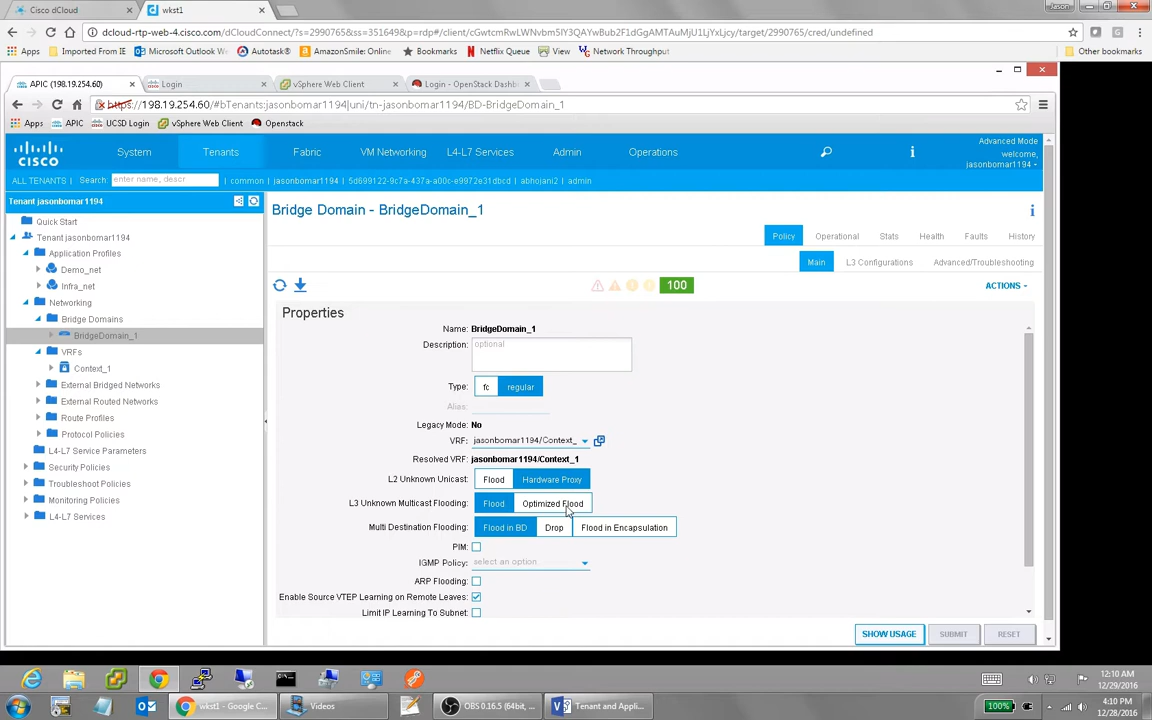 Cisco dCloud
wkst1
Jason
dcloud-rtp-web-4.cisco.com/dCloudConnect/?s=2990765&ss=351649&p=rdp#/client/cGwtcmRwLWNvbm5lY3QAYwBub2F1dGgAMTAuMjU1LjYxLjcy/target/2990765/cred/undefined
Apps
Imported From IE
Microsoft Outlook W
Autotask®
AmazonSmile: Online
Bookmarks
Netflix Queue
View
Network Throughput
Other bookmarks
APIC (198.19.254.60)
Login
vSphere Web Client
Login - OpenStack Dashb
https://198.19.254.60/#bTenants:jasonbomar1194|uni/tn-jasonbomar1194/BD-BridgeDomain_1
Apps
APIC
UCSD Login
vSphere Web Client
Openstack
CISCO
System
Tenants
Fabric
VM Networking
L4-L7 Services
Admin
Operations
Advanced Mode
welcome,
jasonbomar1194
ALL TENANTS | Search: enter name, descr | common | jasonbomar1194 | 5d699122-9c7a-437a-a00c-e9972e31dbcd | abhojani2 | admin
Tenant jasonbomar1194
Quick Start
Tenant jasonbomar1194
Application Profiles
Demo_net
Infra_net
Networking
Bridge Domains
BridgeDomain_1
VRFs
Context_1
External Bridged Networks
External Routed Networks
Route Profiles
Protocol Policies
L4-L7 Service Parameters
Security Policies
Troubleshoot Policies
Monitoring Policies
L4-L7 Services
Bridge Domain - BridgeDomain_1
i
Policy
Operational
Stats
Health
Faults
History
Main
L3 Configurations
Advanced/Troubleshooting
100
ACTIONS
Properties
Name: BridgeDomain_1
Description: optional
Type: fc regular
Alias:
Legacy Mode: No
VRF: jasonbomar1194/Context_
Resolved VRF: jasonbomar1194/Context_1
L2 Unknown Unicast: Flood Hardware Proxy
L3 Unknown Multicast Flooding: Flood Optimized Flood
Multi Destination Flooding: Flood in BD Drop Flood in Encapsulation
PIM:
IGMP Policy: select an option
ARP Flooding:
Enable Source VTEP Learning on Remote Leaves:
Limit IP Learning To Subnet:
SHOW USAGE
SUBMIT
RESET
12:10 AM
12/29/2016
wkst1 - Google C...
Videos
OBS 0.16.5 (64bit, ...
Tenant and Appli...
100%
4:10 PM
12/28/2016